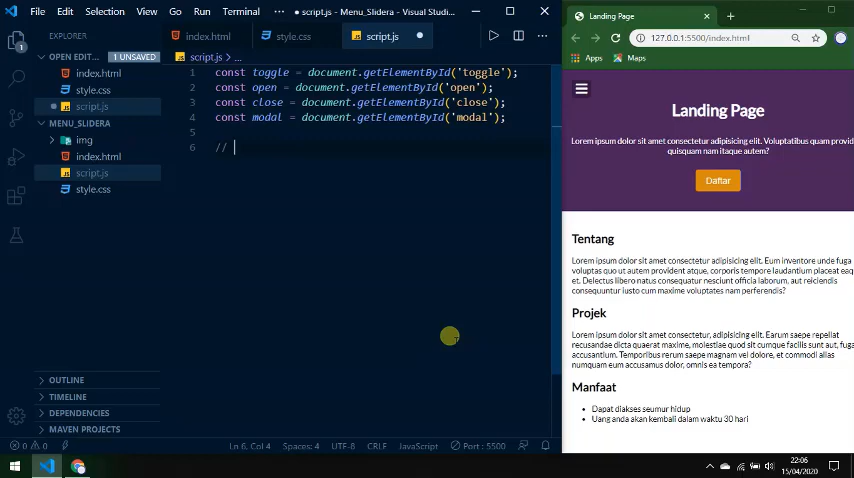 File Edit Selection View Go Run Terminal ··· ● script.js - Menu_Slidera - Visual Studi...
EXPLORER
OPEN EDIT... 1 UNSAVED
index.html
style.css
script.js
MENU_SLIDERA
img
index.html
script.js
style.css
OUTLINE
TIMELINE
DEPENDENCIES
MAVEN PROJECTS
1
index.html style.css script.js
script.js > ...
1 const toggle = document.getElementById('toggle');
2 const open = document.getElementById('open');
3 const close = document.getElementById('close');
4 const modal = document.getElementById('modal');
5
6 //
0 0 Ln 6, Col 4 Spaces: 4 UTF-8 CRLF JavaScript Port : 5500
Landing Page
127.0.0.1:5500/index.html
Apps Maps
Landing Page
Lorem ipsum dolor sit amet consectetur adipisicing elit. Voluptatibus quam provid
quisquam nam itaque autem?
Daftar
Tentang
Lorem ipsum dolor sit amet consectetur adipisicing elit. Eum inventore unde fuga
voluptas quo ut autem provident atque, corporis tempore laudantium placeat eaq
et. Delectus libero dolor quia consequatur nesciunt officia laborum, aut reiciendis
consequuntur iusto cum maxime voluptates nam perferendis?
Projek
Lorem ipsum dolor sit amet consectetur, adipisicing elit. Earum saepe repellat
recusandae dicta quaerat maxime, molestiae quod sit cumque facilis sunt aut, fuga
accusantium. Temporibus rerum saepe magnam vel dolore, et commodi alias
numquam eum accusamus dolor, omnis ea tempora?
Manfaat
• Dapat diakses seumur hidup
• Uang anda akan kembali dalam waktu 30 hari
22:06
15/04/2020